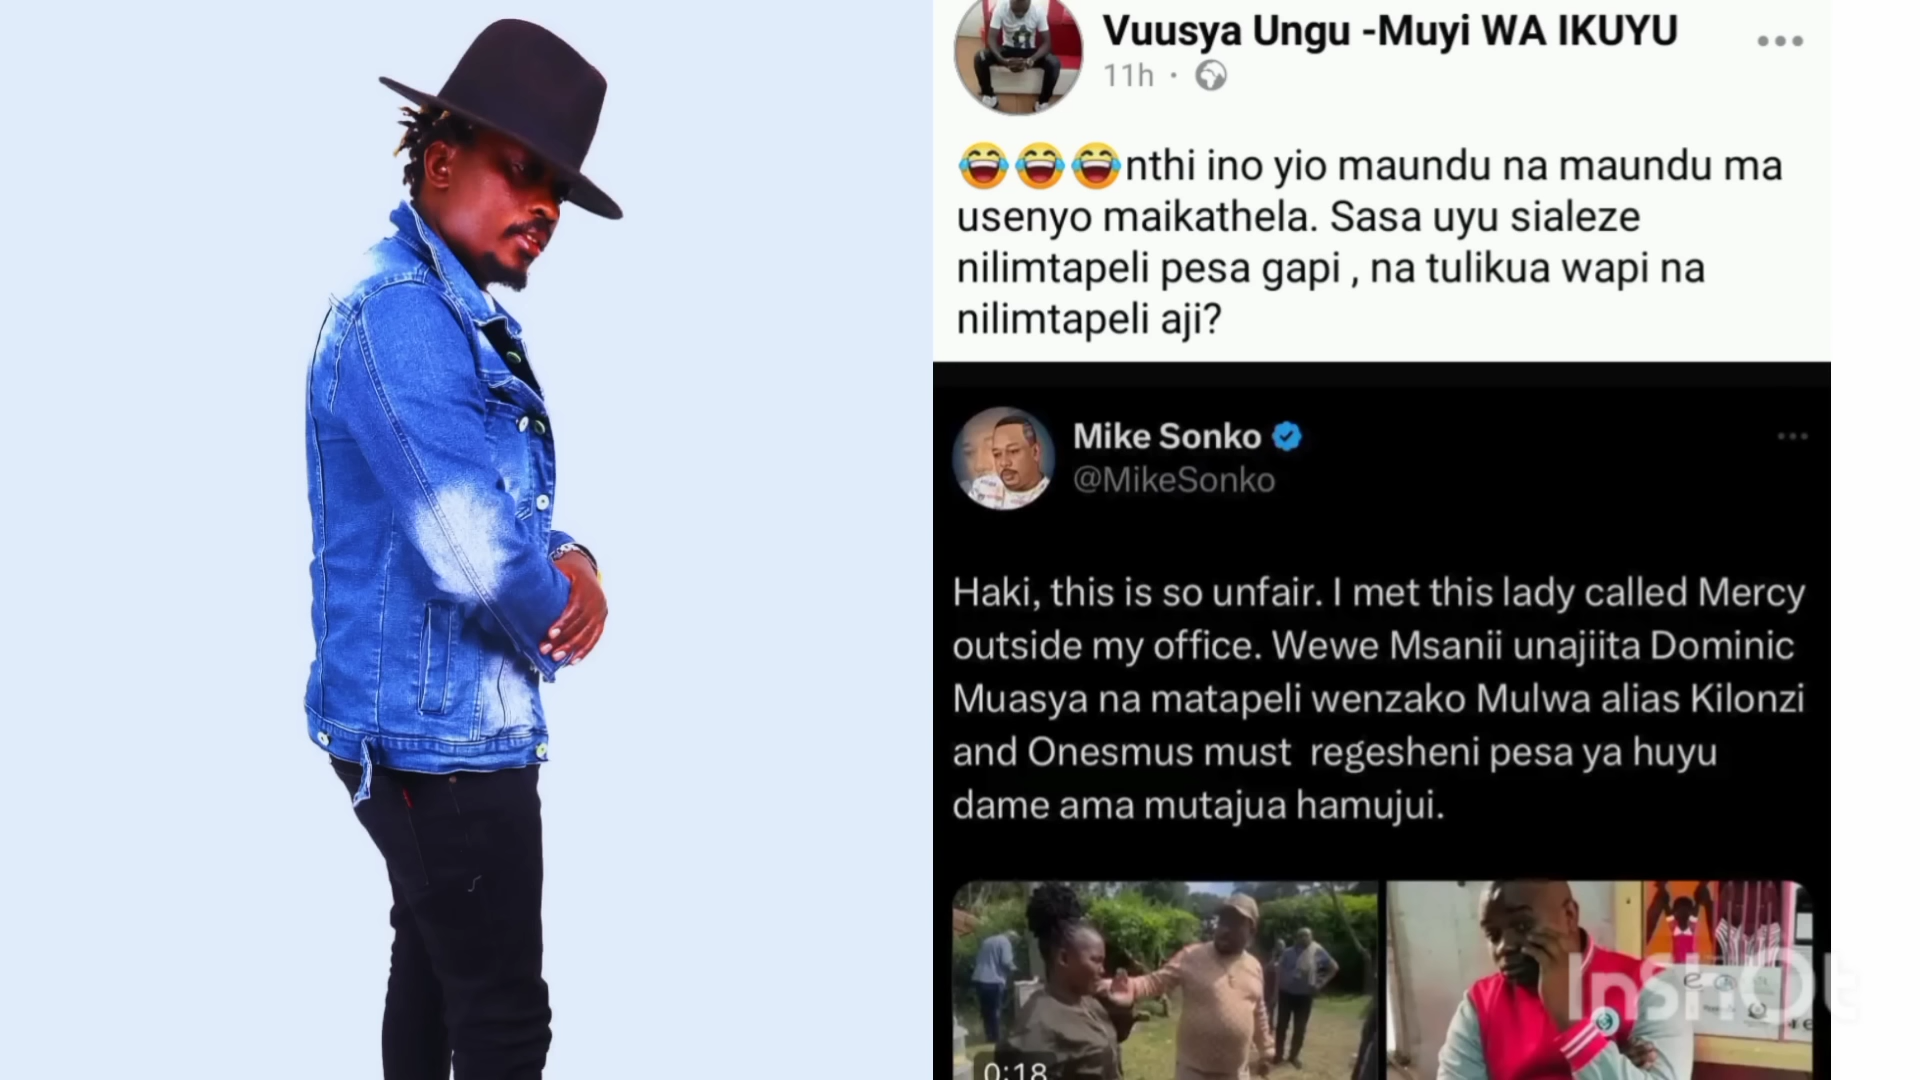 Vuusya Ungu -Muyi WA IKUYU
11h ·
😂😂😂nthi ino yio maundu na maundu ma
usenyo maikathela. Sasa uyu sialeze
nilimtapeli pesa gapi , na tulikua wapi na
nilimtapeli aji?
Mike Sonko
@MikeSonko
Haki, this is so unfair. I met this lady called Mercy
outside my office. Wewe Msanii unajiita Dominic
Muasya na matapeli wenzako Mulwa alias Kilonzi
and Onesmus must regesheni pesa ya huyu
dame ama mutajua hamujui.
0:18
InShOt